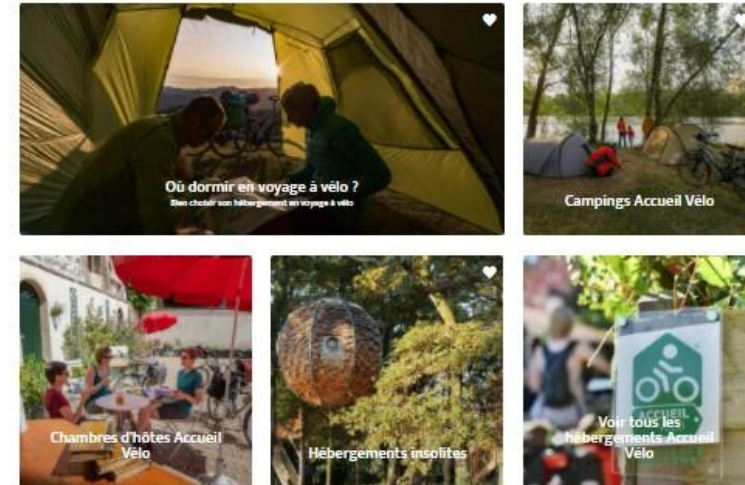 Où dormir en voyage à vélo ?
Bien choisir son hébergement en voyage à vélo
Campings Accueil Vélo
Chambres d'hôtes Accueil
Vélo
Hébergements insolites
ACCUEIL
Voir tous les
hébergements Accueil
Vélo